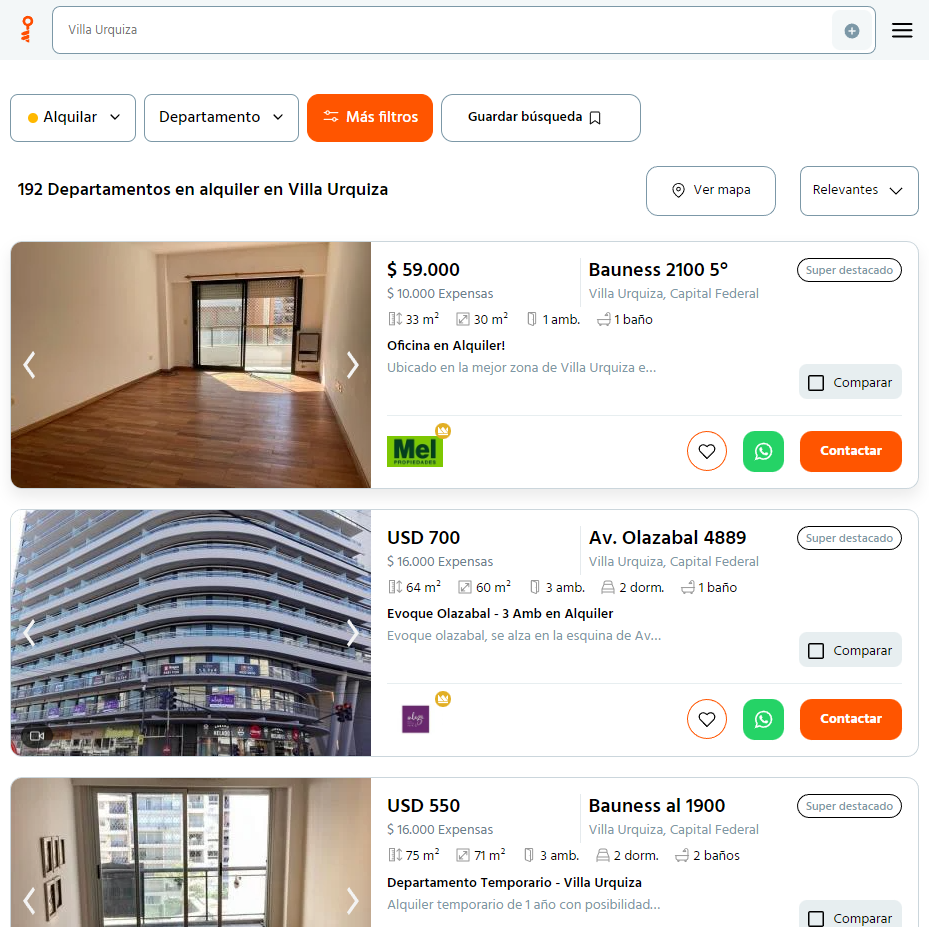 Villa Urquiza
Alquilar
Departamento
Más filtros
Guardar búsqueda
192 Departamentos en alquiler en Villa Urquiza
Ver mapa
Relevantes
$ 59.000
Bauness 2100 5°
Super destacado
$ 10.000 Expensas
Villa Urquiza, Capital Federal
33 m² 30 m² 1 amb. 1 baño
Oficina en Alquiler!
Ubicado en la mejor zona de Villa Urquiza e...
Comparar
Mel
PROPIEDADES
Contactar
USD 700
Av. Olazabal 4889
Super destacado
$ 16.000 Expensas
Villa Urquiza, Capital Federal
64 m² 60 m² 3 amb. 2 dorm. 1 baño
Evoque Olazabal - 3 Amb en Alquiler
Evoque olazabal, se alza en la esquina de Av...
Comparar
Contactar
USD 550
Bauness al 1900
Super destacado
$ 16.000 Expensas
Villa Urquiza, Capital Federal
75 m² 71 m² 3 amb. 2 dorm. 2 baños
Departamento Temporario - Villa Urquiza
Alquiler temporario de 1 año con posibilidad...
Comparar